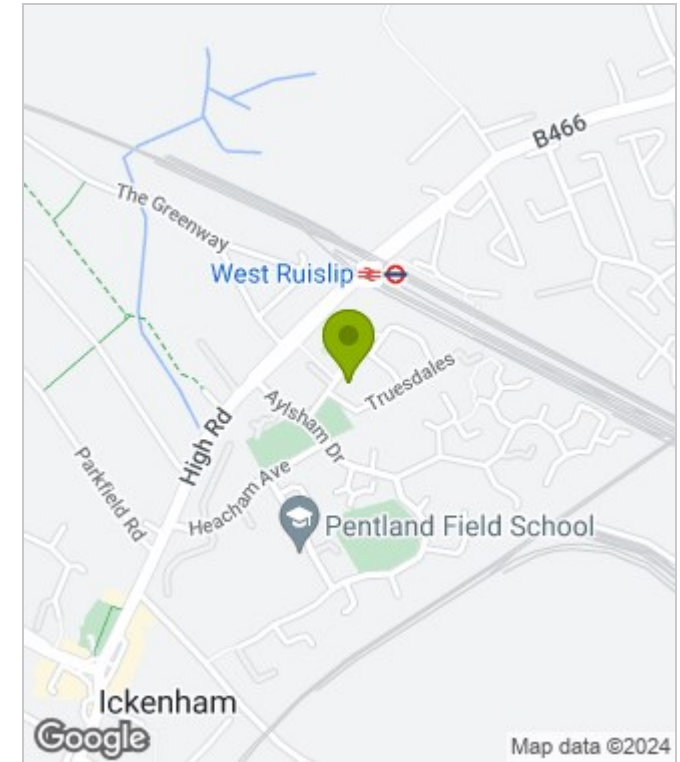 B466
The Greenway
West Ruislip
Truesdales
Aylsham Dr
High Rd
Heacham Ave
Parkfield Rd
Pentland Field School
Ickenham
Google
Map data ©2024